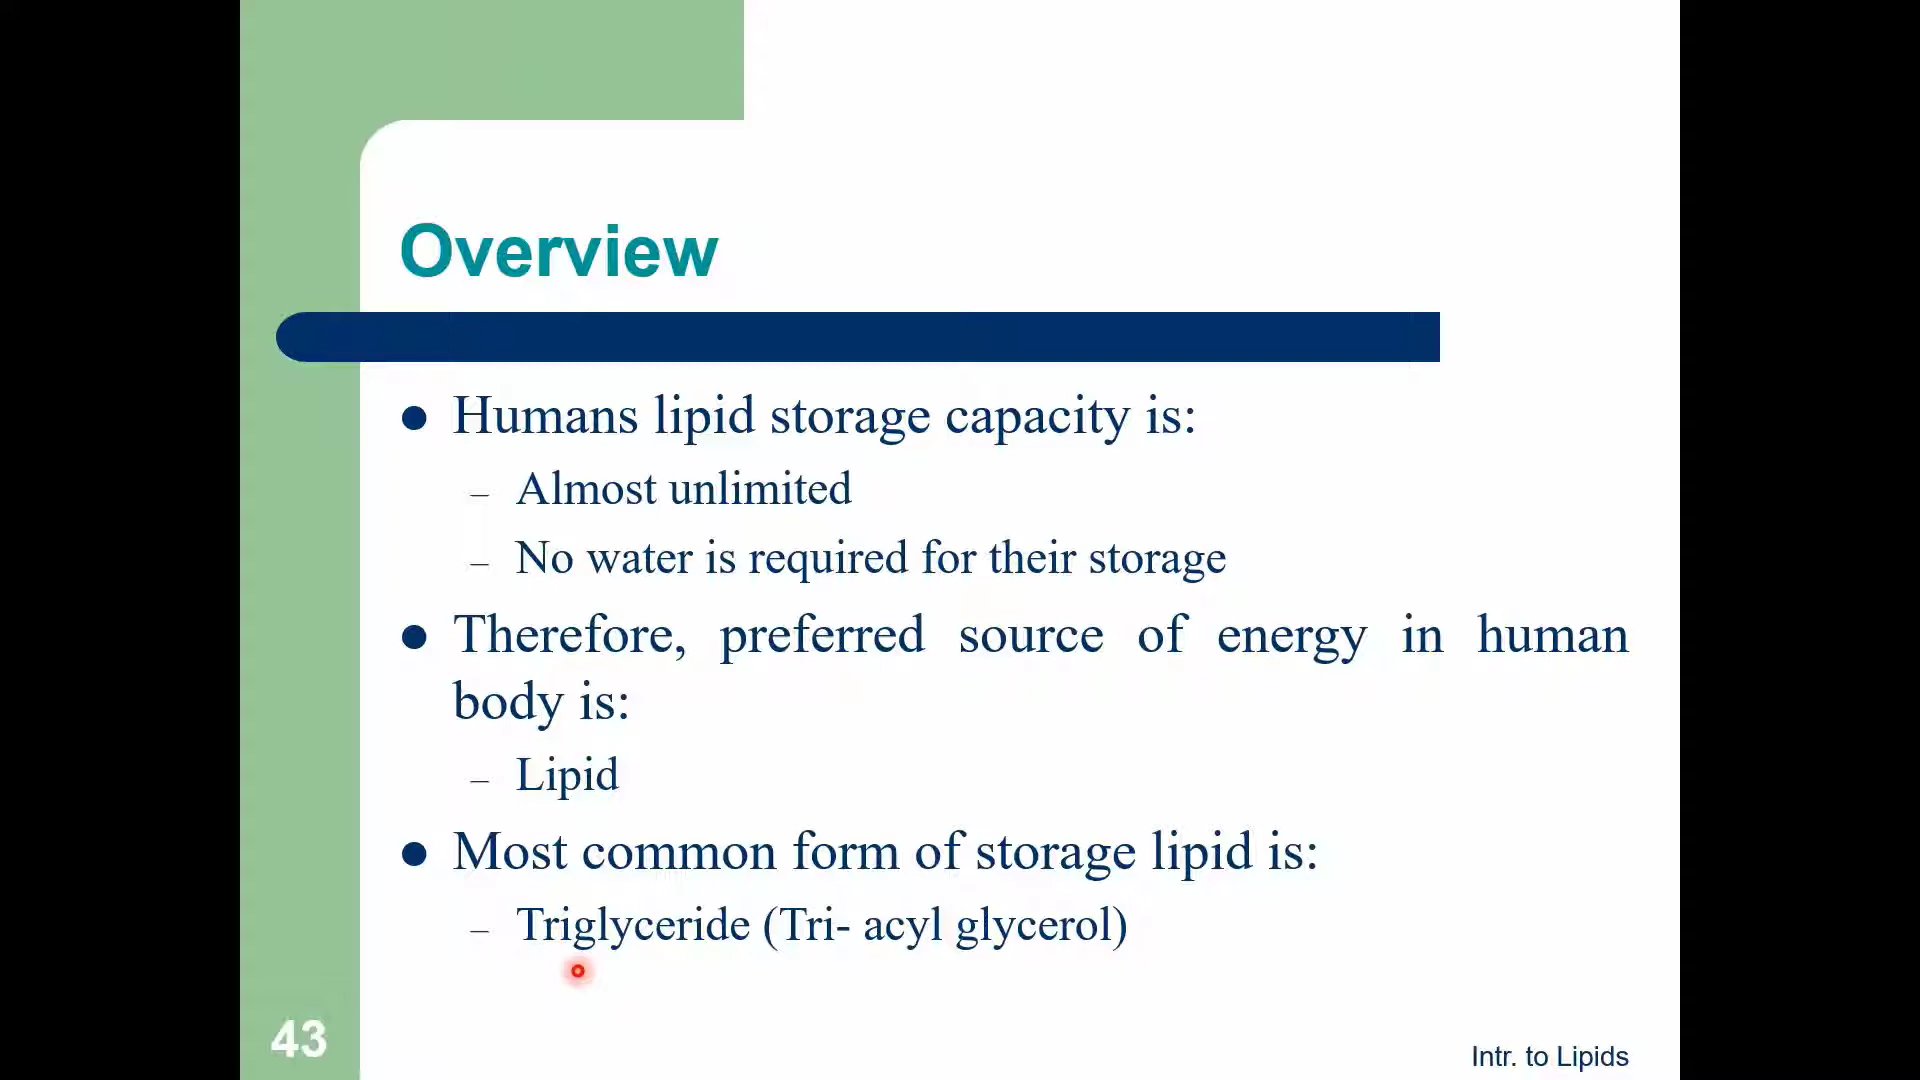 Overview
● Humans lipid storage capacity is:
– Almost unlimited
– No water is required for their storage
● Therefore, preferred source of energy in human
body is:
– Lipid
● Most common form of storage lipid is:
– Triglyceride (Tri- acyl glycerol)
43
Intr. to Lipids